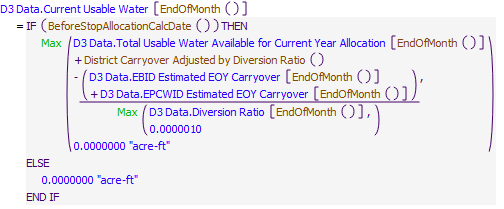 D3 Data.Current Usable Water [EndOfMonth ()]
= IF (BeforeStopAllocationCalcDate ()) THEN
Max
D3 Data.Total Usable Water Available for Current Year Allocation [EndOfMonth ()]
+ District Carryover Adjusted by Diversion Ratio ()
- (D3 Data.EBID Estimated EOY Carryover [EndOfMonth ()]
+ D3 Data.EPCWID Estimated EOY Carryover [EndOfMonth ()]) ,
Max (D3 Data.Diversion Ratio [EndOfMonth ()] ,
0.0000010)
0.0000000 "acre-ft"
ELSE
0.0000000 "acre-ft"
END IF